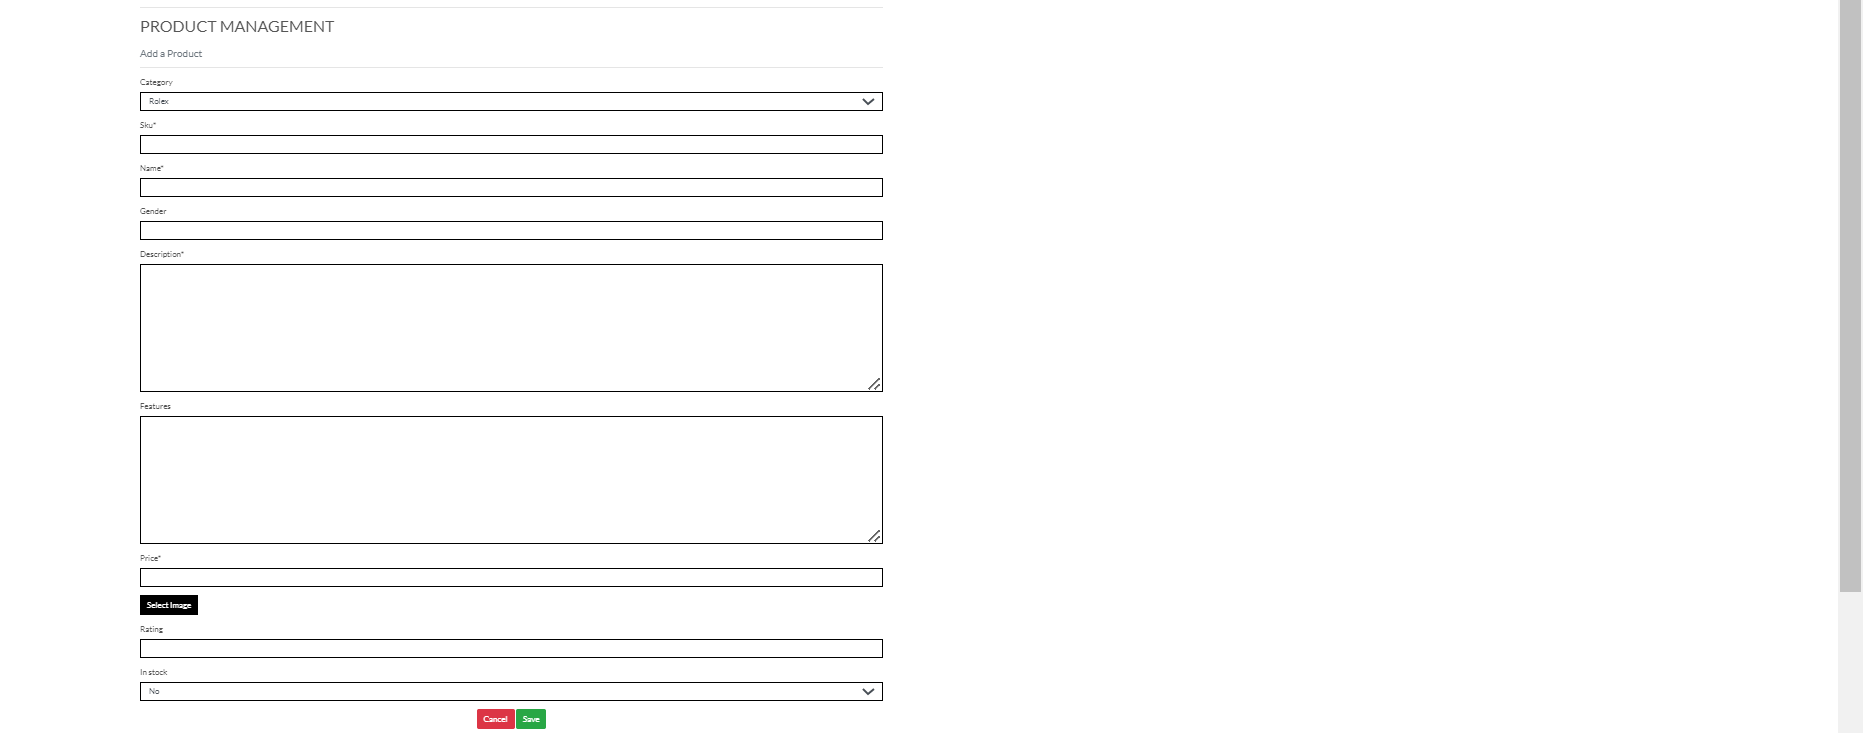 PRODUCT MANAGEMENT
Add a Product
Category
Rolex
Sku*
Name*
Gender
Description*
Features
Price*
Select Image
Rating
In stock
No
Cancel Save